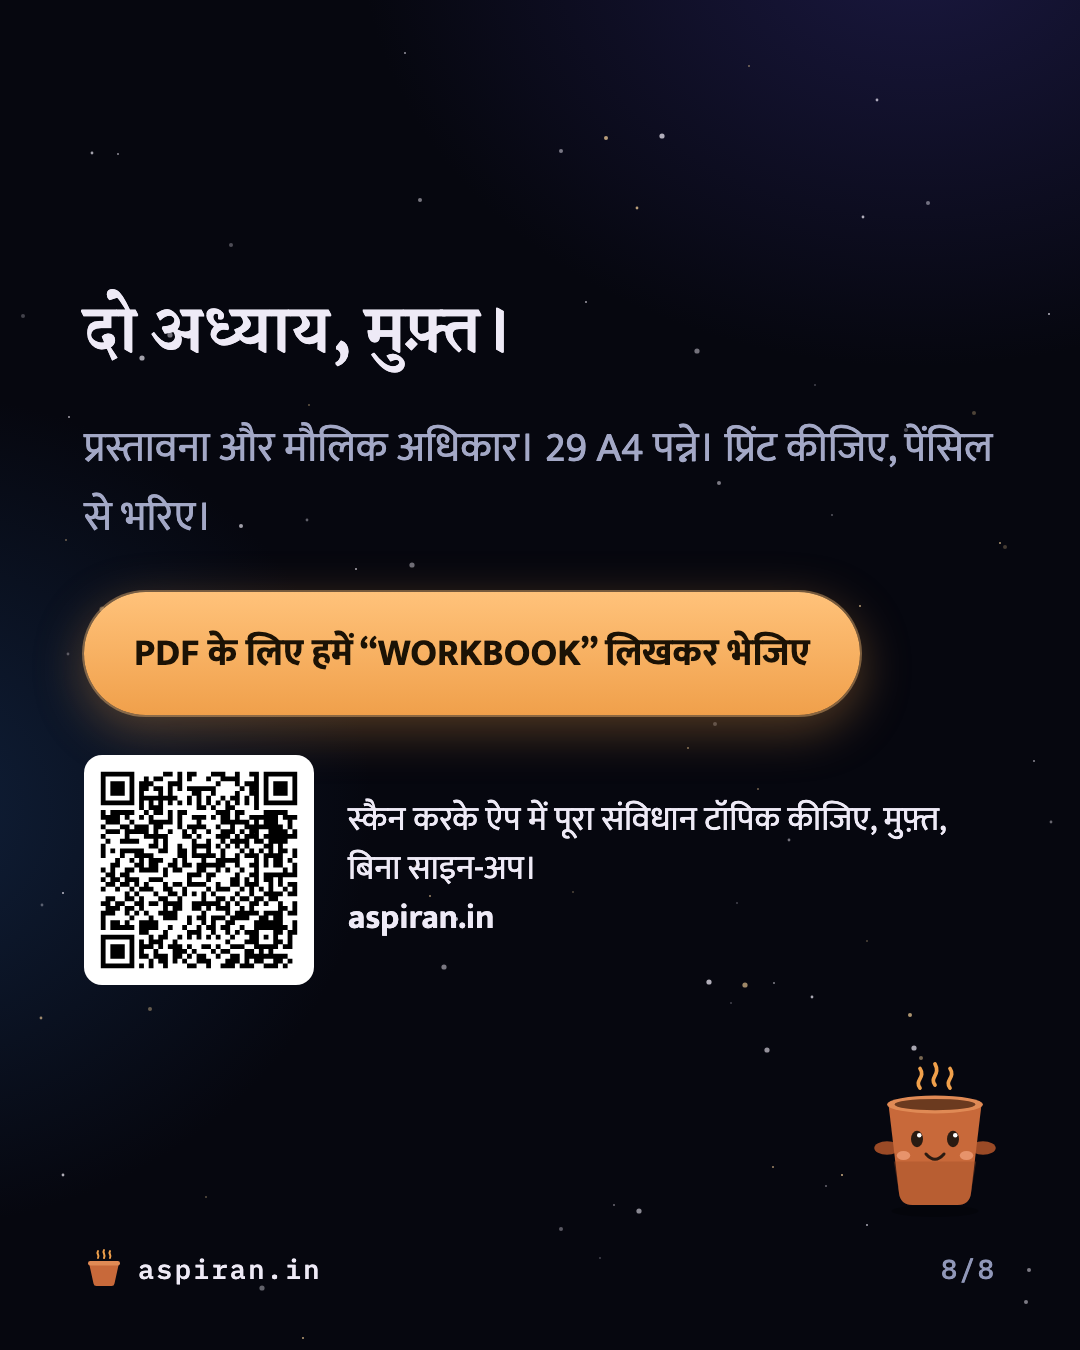 दो अध्याय, मुफ़्त।
प्रस्तावना और मौलिक अधिकार। 29 A4 पन्ने। प्रिंट कीजिए, पेंसिल
से भरिए।
PDF के लिए हमें “WORKBOOK” लिखकर भेजिए
स्कैन करके ऐप में पूरा संविधान टॉपिक कीजिए, मुफ़्त,
बिना साइन-अप।
aspiran.in
aspiran.in
8/8